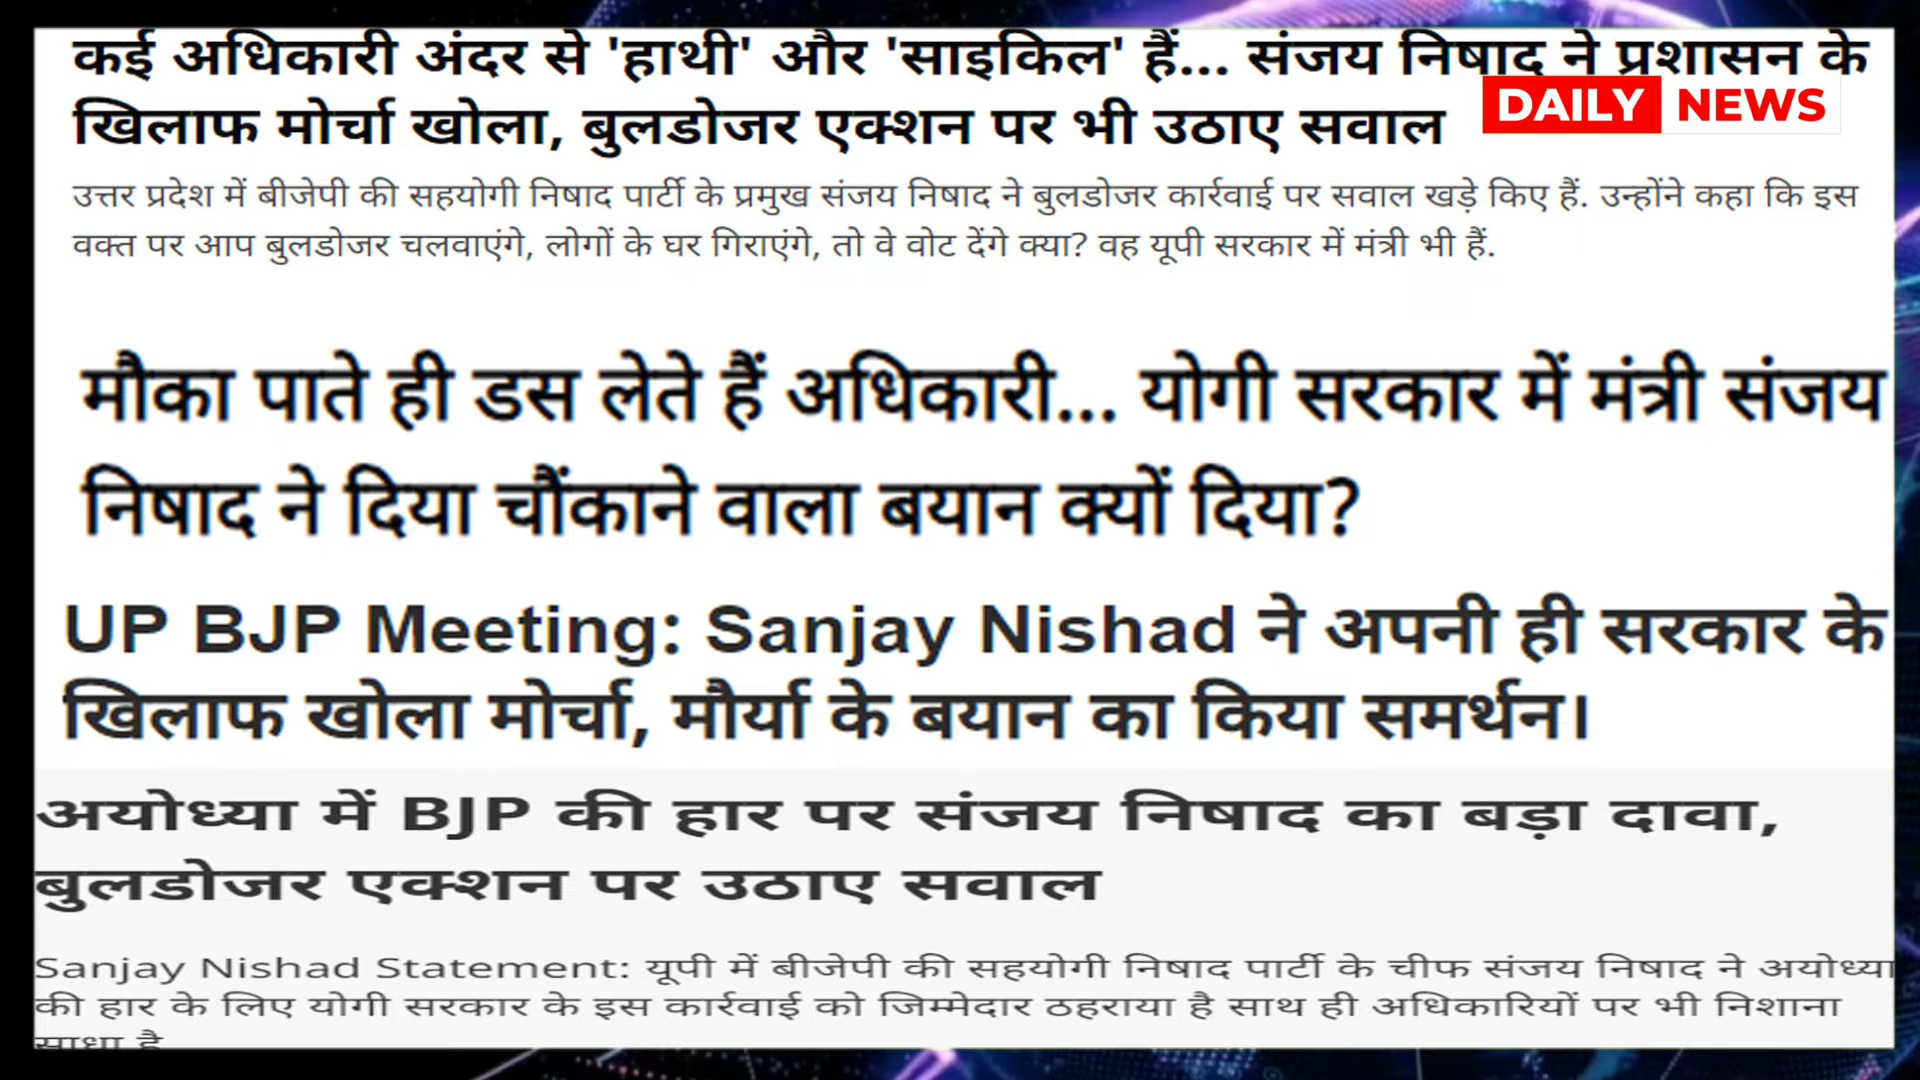 कई अधिकारी अंदर से 'हाथी' और 'साइकिल' हैं... संजय निषाद ने प्रशासन के
खिलाफ मोर्चा खोला, बुलडोजर एक्शन पर भी उठाए सवाल
DAILY NEWS
उत्तर प्रदेश में बीजेपी की सहयोगी निषाद पार्टी के प्रमुख संजय निषाद ने बुलडोजर कार्रवाई पर सवाल खड़े किए हैं. उन्होंने कहा कि इस
वक्त पर आप बुलडोजर चलवाएंगे, लोगों के घर गिराएंगे, तो वे वोट देंगे क्या? वह यूपी सरकार में मंत्री भी हैं.
मौका पाते ही डस लेते हैं अधिकारी... योगी सरकार में मंत्री संजय
निषाद ने दिया चौंकाने वाला बयान क्यों दिया?
UP BJP Meeting: Sanjay Nishad ने अपनी ही सरकार के
खिलाफ खोला मोर्चा, मौर्या के बयान का किया समर्थन।
अयोध्या में BJP की हार पर संजय निषाद का बड़ा दावा,
बुलडोजर एक्शन पर उठाए सवाल
Sanjay Nishad Statement: यूपी में बीजेपी की सहयोगी निषाद पार्टी के चीफ संजय निषाद ने अयोध्या
की हार के लिए योगी सरकार के इस कार्रवाई को जिम्मेदार ठहराया है साथ ही अधिकारियों पर भी निशाना
साधा है